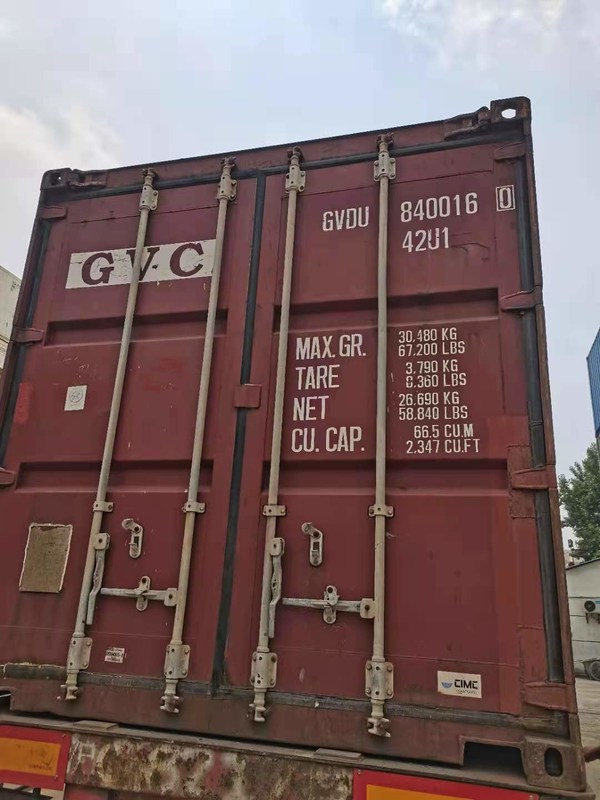 GVDU 840016 0
42U1
GVC
MAX. GR. 30.480 KG
67.200 LBS
TARE 3.790 KG
8.360 LBS
NET 26.690 KG
58.840 LBS
CU. CAP. 66.5 CU.M
2.347 CU.FT
CIMC